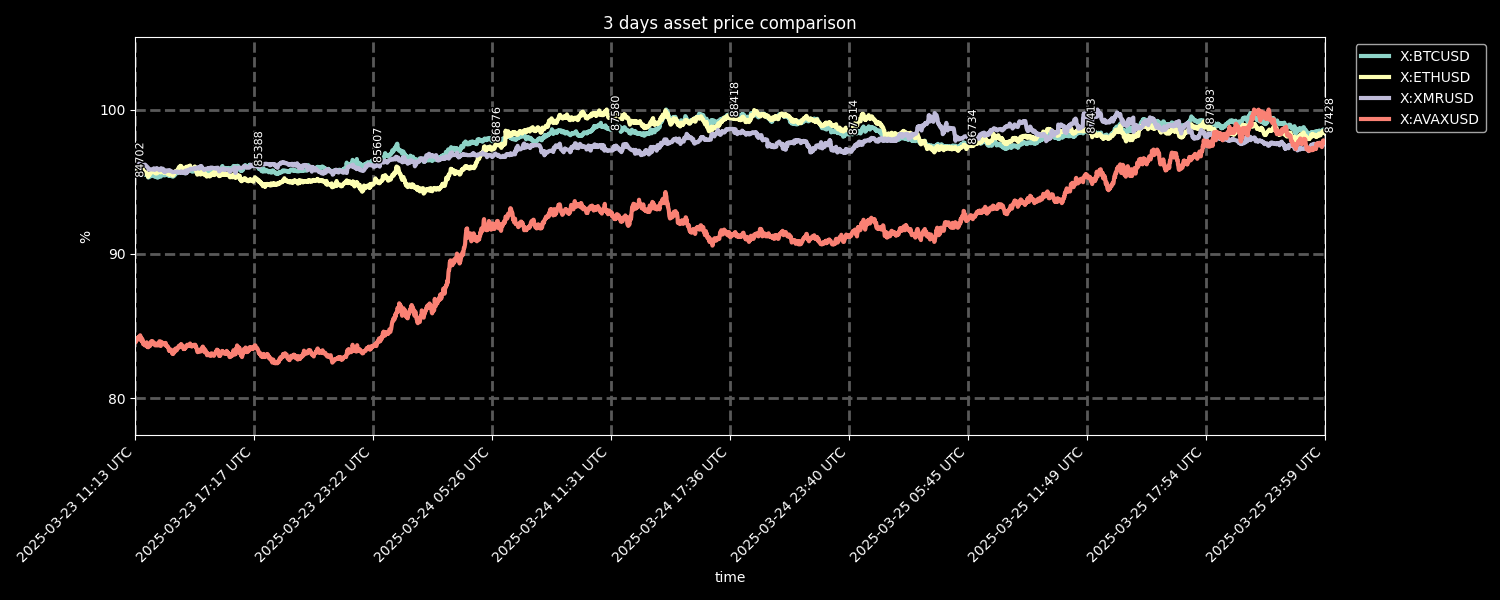 3 days asset price comparison
X:BTCUSD
X:ETHUSD
X:XMRUSD
X:AVAXUSD
100
90
80
%
85388
85607
86876
87580
88418
87314
86734
87413
87983
87428
2025-03-23 11:13 UTC
2025-03-23 17:17 UTC
2025-03-23 23:22 UTC
2025-03-24 05:26 UTC
2025-03-24 11:31 UTC
2025-03-24 17:36 UTC
2025-03-24 23:40 UTC
2025-03-25 05:45 UTC
2025-03-25 11:49 UTC
2025-03-25 17:54 UTC
2025-03-25 23:59 UTC
time